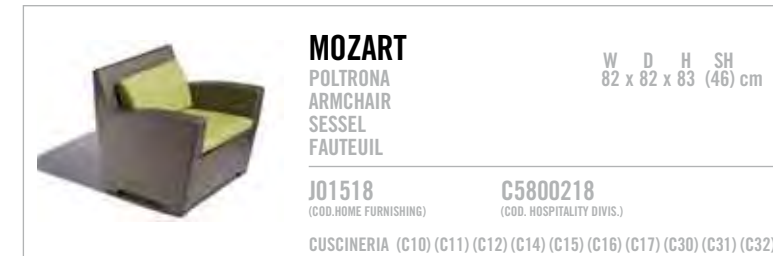 MOZART
POLTRONA
ARMCHAIR
SESSEL
FAUTEUIL
W D H SH
82 x 82 x 83 (46) cm
J01518
(COD.HOME FURNISHING)
C5800218
(COD. HOSPITALITY DIVIS.)
CUSCINERIA (C10) (C11) (C12) (C14) (C15) (C16) (C17) (C30) (C31) (C32)